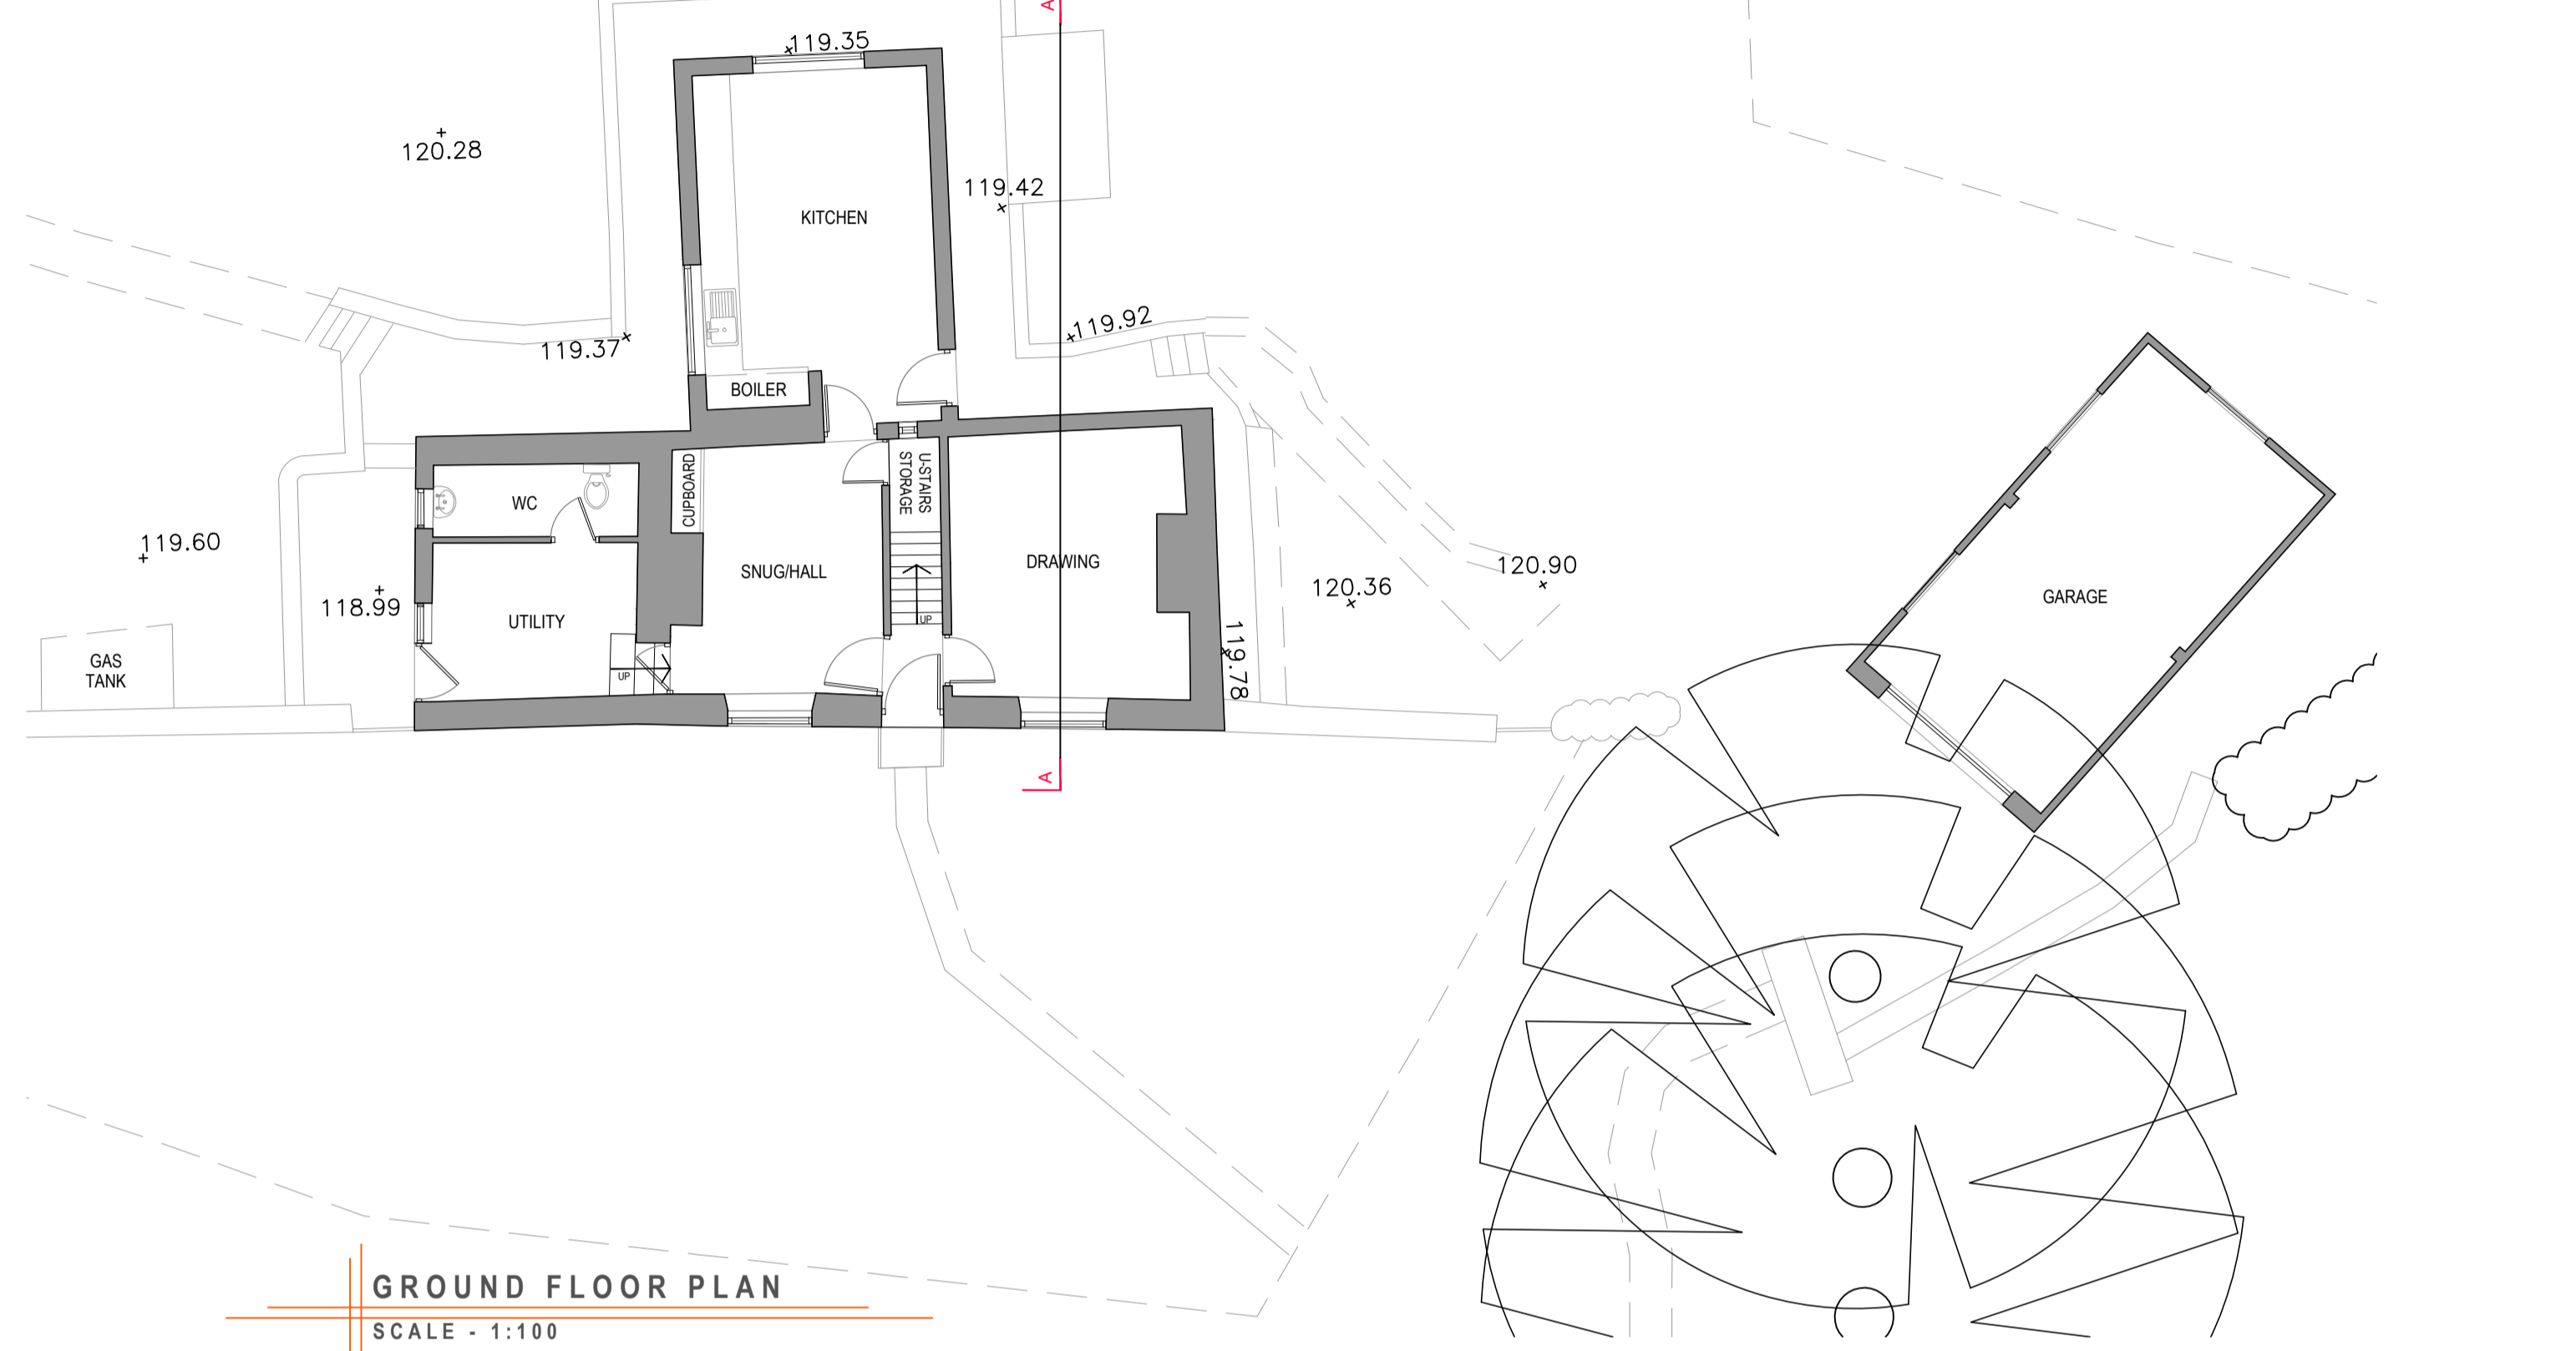 A
119.35
120.28
119.42
KITCHEN
119.92
119.37
BOILER
CUPBOARD
U-STAIRS
STORAGE
WC
119.60
SNUG/HALL
DRAWING
120.90
120.36
118.99
UTILITY
UP
GARAGE
GAS
TANK
UP
119.78
A
GROUND FLOOR PLAN
SCALE - 1:100